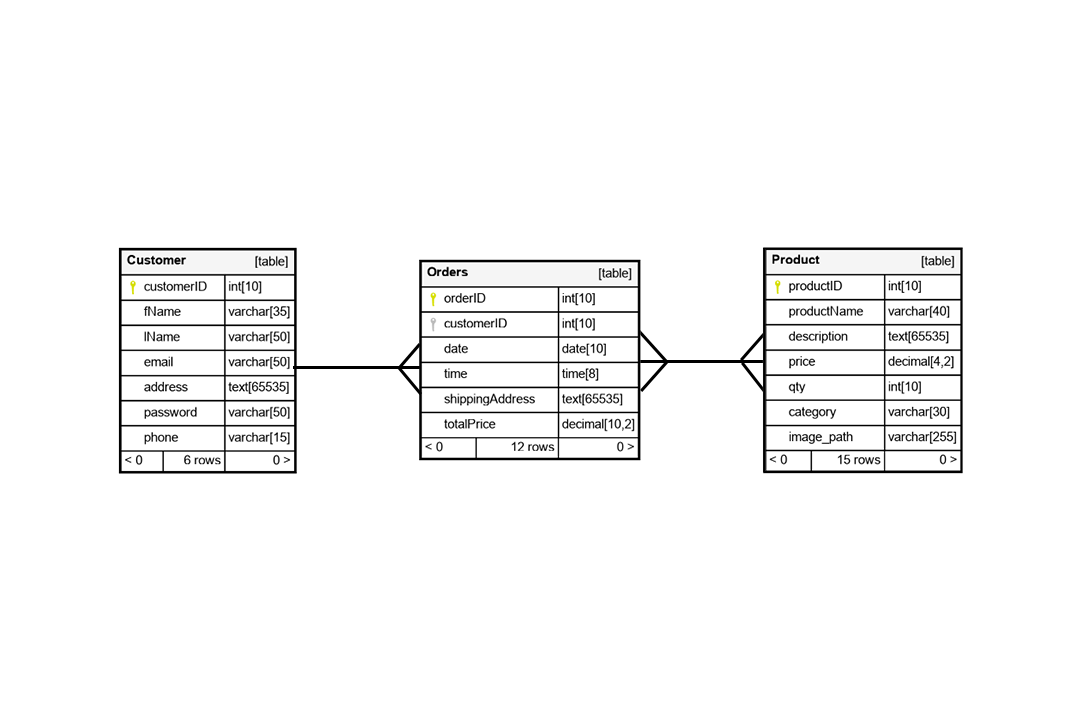 Customer [table]
customerID int[10]
fName varchar[35]
lName varchar[50]
email varchar[50]
address text[65535]
password varchar[50]
phone varchar[15]
< 0 6 rows 0 >
Orders [table]
orderID int[10]
customerID int[10]
date date[10]
time time[8]
shippingAddress text[65535]
totalPrice decimal[10,2]
< 0 12 rows 0 >
Product [table]
productID int[10]
productName varchar[40]
description text[65535]
price decimal[4,2]
qty int[10]
category varchar[30]
image_path varchar[255]
< 0 15 rows 0 >